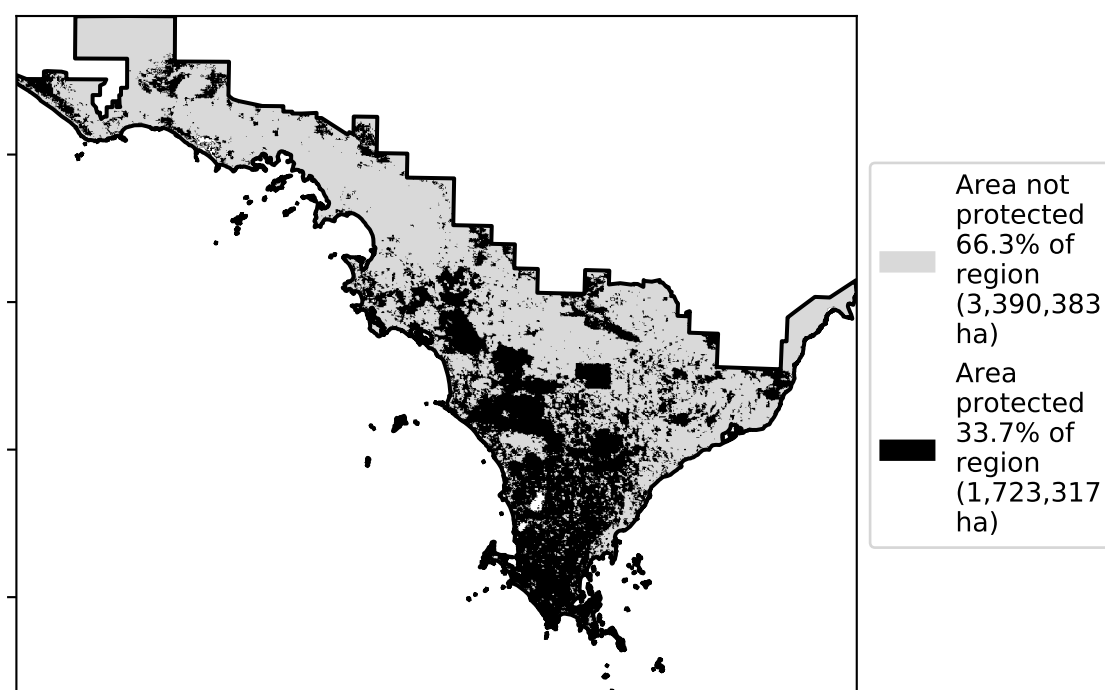 Area not
protected
66.3% of
region
(3,390,383
ha)
Area
protected
33.7% of
region
(1,723,317
ha)